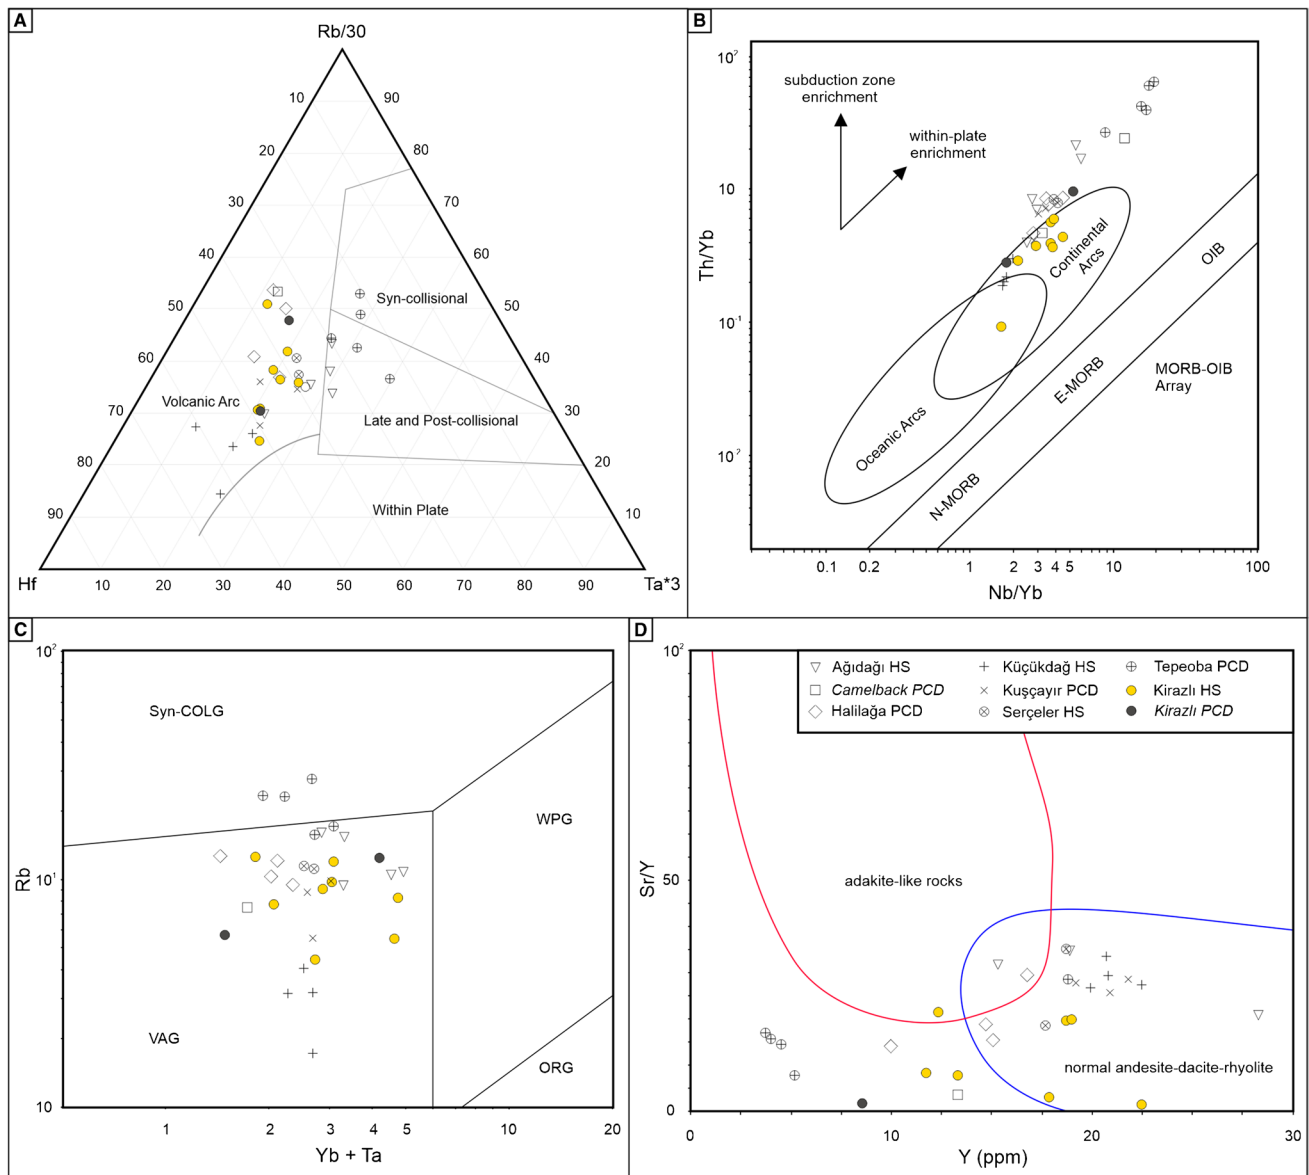 A
Rb/30
10
90
20
80
30
70
40
60
50
Syn-collisional
50
60
40
Volcanic Arc
70
Late and Post-collisional
30
80
20
90
Within Plate
10
Hf
10
20
30
40
50
60
70
80
90
Ta*3
B
10²
subduction zone
enrichment
within-plate
enrichment
10
Th/Yb
Continental
Arcs
OIB
10⁻¹
E-MORB
MORB-OIB
Array
Oceanic Arcs
10²
N-MORB
0.1
0.2
1
2
3
4
5
10
100
Nb/Yb
C
10²
Syn-COLG
WPG
Rb
10¹
VAG
ORG
10
1
2
3
4
5
10
20
Yb + Ta
D
10²
Ağıdağı HS
Küçükdağ HS
Tepeoba PCD
Camelback PCD
Kuşçayır PCD
Kirazlı HS
Halilağa PCD
Serçeler HS
Kirazlı PCD
Sr/Y
50
adakite-like rocks
normal andesite-dacite-rhyolite
0
0
10
20
30
Y (ppm)